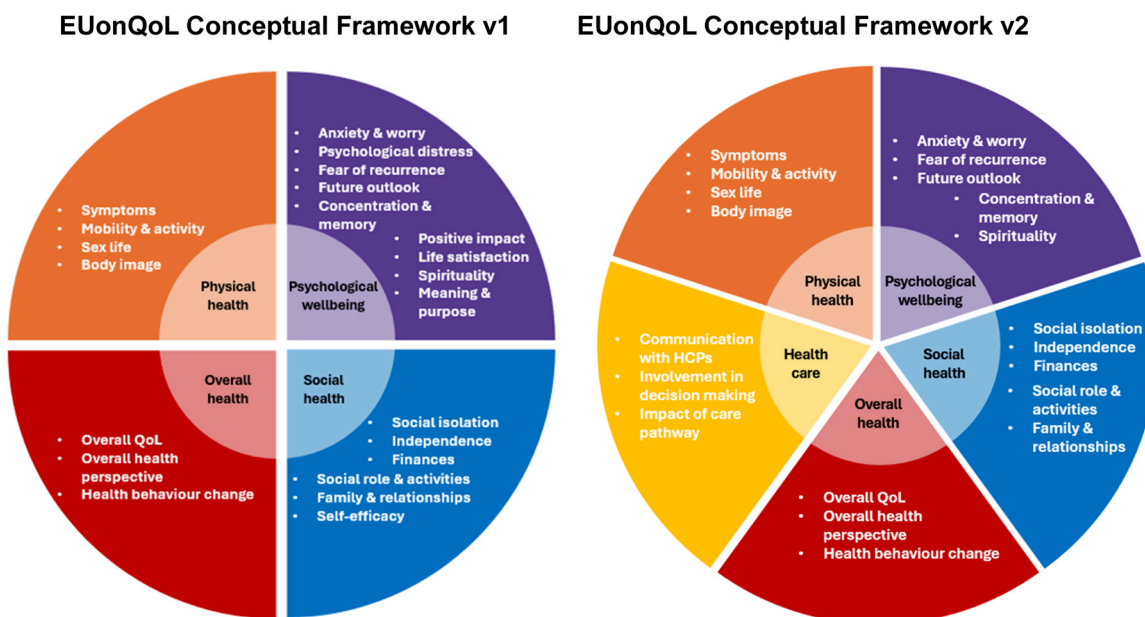 EUonQoL Conceptual Framework v1
• Anxiety & worry
• Psychological distress
• Fear of recurrence
• Future outlook
• Concentration &
memory
• Positive impact
• Life satisfaction
• Spirituality
• Meaning &
purpose
• Symptoms
• Mobility & activity
• Sex life
• Body image
Physical
health
Psychological
wellbeing
Overall
health
Social
health
• Overall QoL
• Overall health
perspective
• Health behaviour change
• Social isolation
• Independence
• Finances
• Social role & activities
• Family & relationships
• Self-efficacy
EUonQoL Conceptual Framework v2
• Symptoms
• Mobility & activity
• Sex life
• Body image
• Anxiety & worry
• Fear of recurrence
• Future outlook
• Concentration &
memory
• Spirituality
Physical
health
Psychological
wellbeing
• Communication
with HCPs
• Involvement in
decision making
• Impact of care
pathway
Health
care
Social
health
• Social isolation
• Independence
• Finances
• Social role &
activities
• Family &
relationships
Overall
health
• Overall QoL
• Overall health
perspective
• Health behaviour change